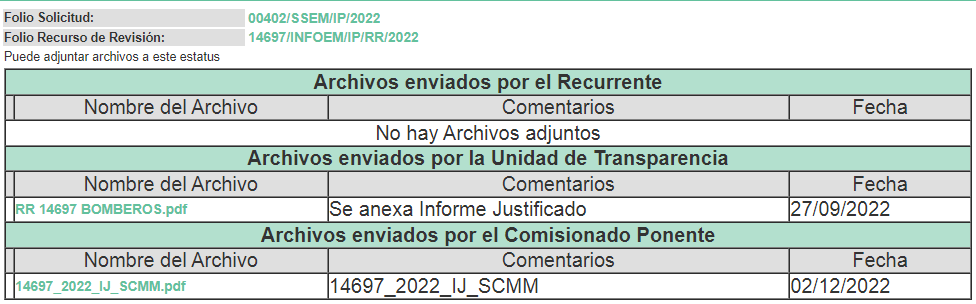 Folio Solicitud: 00402/SSEM/IP/2022
Folio Recurso de Revisión: 14697/INFOEM/IP/RR/2022
Puede adjuntar archivos a este estatus
Archivos enviados por el Recurrente
Nombre del Archivo Comentarios Fecha
No hay Archivos adjuntos
Archivos enviados por la Unidad de Transparencia
Nombre del Archivo Comentarios Fecha
RR 14697 BOMBEROS.pdf Se anexa Informe Justificado 27/09/2022
Archivos enviados por el Comisionado Ponente
Nombre del Archivo Comentarios Fecha
14697_2022_IJ_SCMM.pdf 14697_2022_IJ_SCMM 02/12/2022